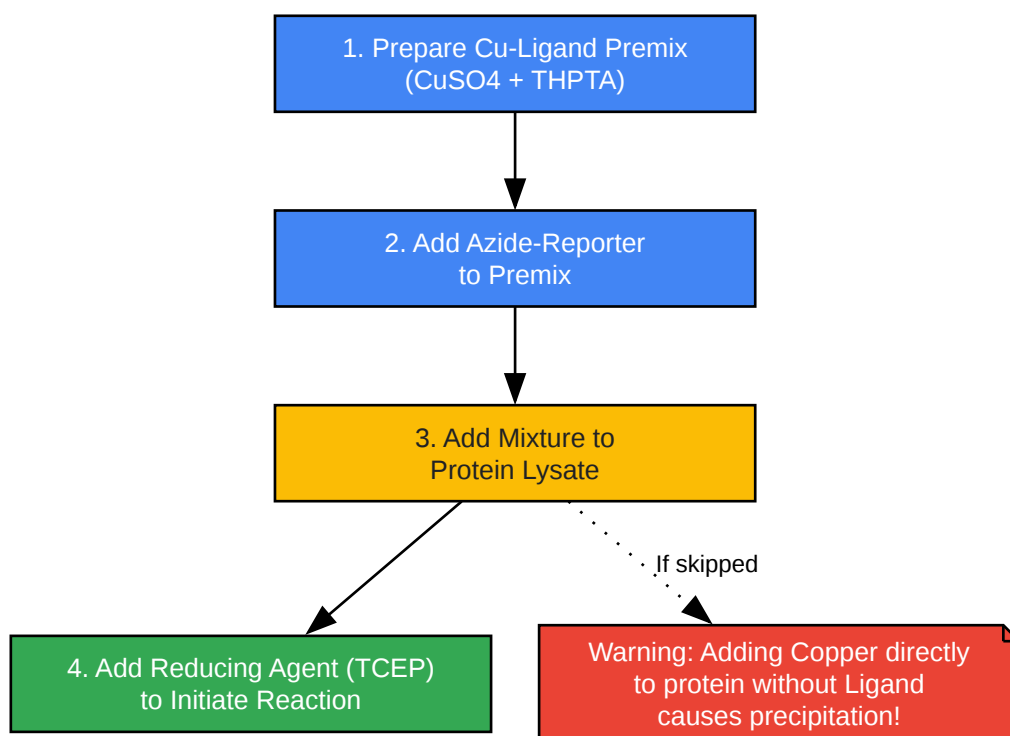 1. Prepare Cu-Ligand Premix
(CuSO4 + THPTA)
2. Add Azide-Reporter
to Premix
3. Add Mixture to
Protein Lysate
If skipped
4. Add Reducing Agent (TCEP)
to Initiate Reaction
Warning: Adding Copper directly
to protein without Ligand
causes precipitation!